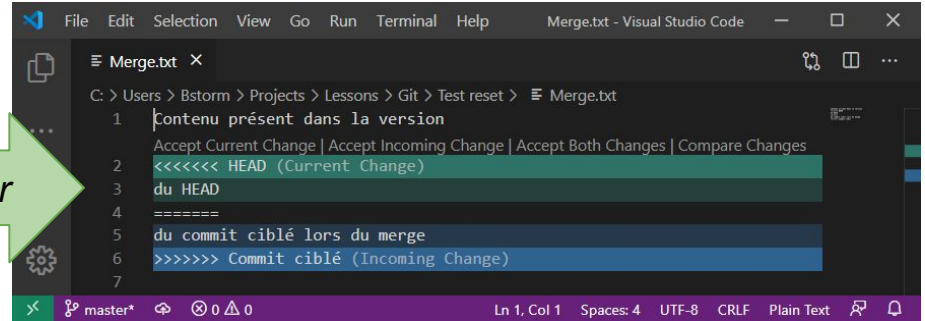 File Edit Selection View Go Run Terminal Help Merge.txt - Visual Studio Code
Merge.txt
C: > Users > Bstorm > Projects > Lessons > Git > Test reset > Merge.txt
1 Contenu présent dans la version
Accept Current Change | Accept Incoming Change | Accept Both Changes | Compare Changes
2 <<<<<<< HEAD (Current Change)
3 du HEAD
4 =======
5 du commit ciblé lors du merge
6 >>>>>>> Commit ciblé (Incoming Change)
7
r
master* 0 0 Ln 1, Col 1 Spaces: 4 UTF-8 CRLF Plain Text